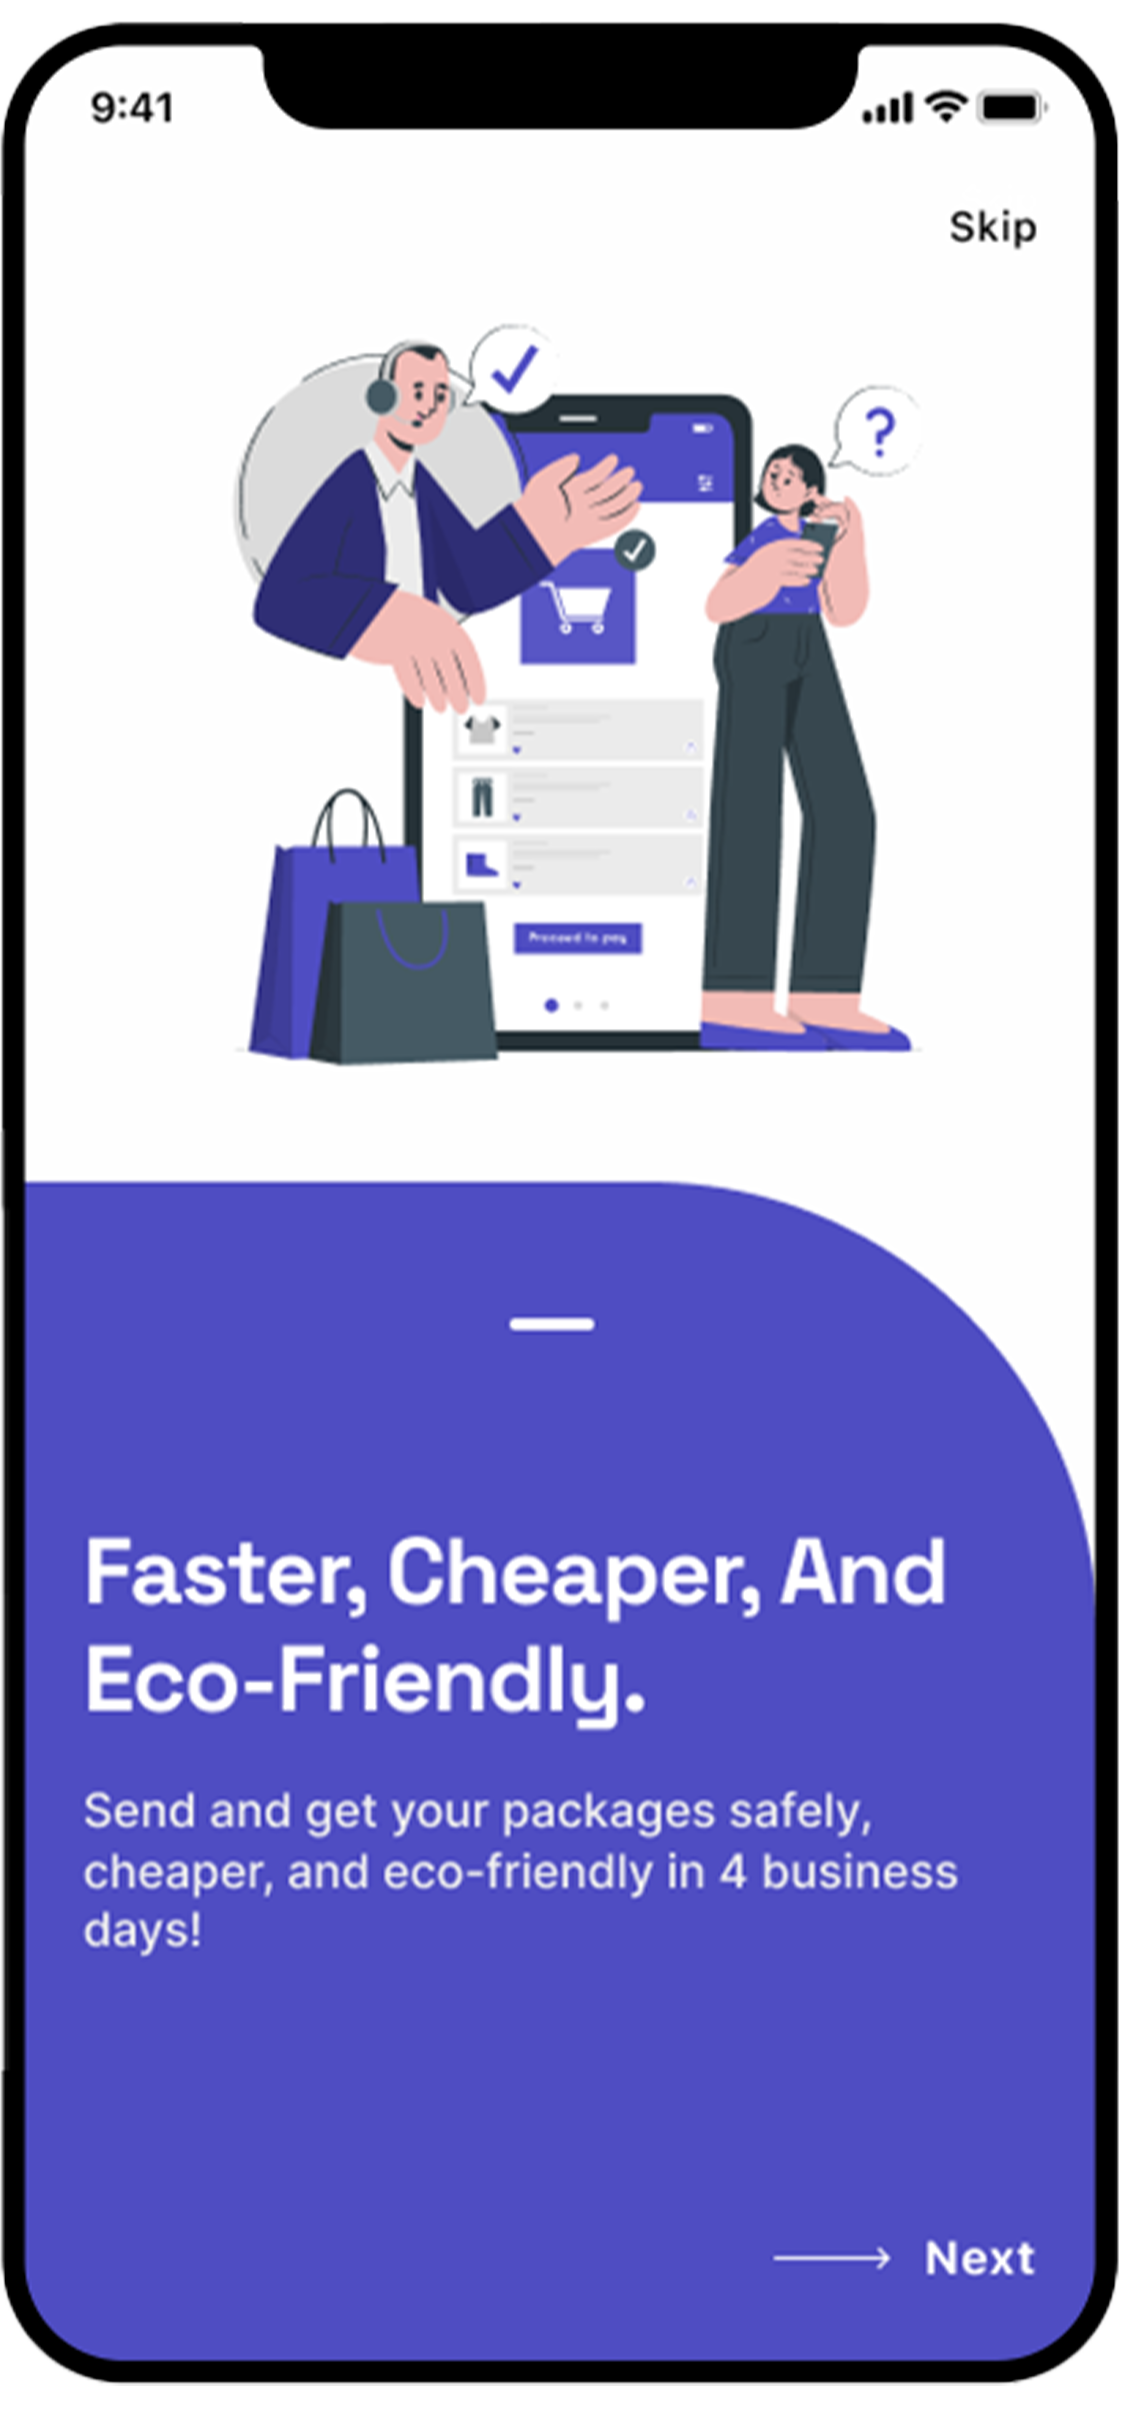 9:41
Skip
?
Proceed to pay
Faster, Cheaper, And
Eco-Friendly.
Send and get your packages safely,
cheaper, and eco-friendly in 4 business
days!
Next